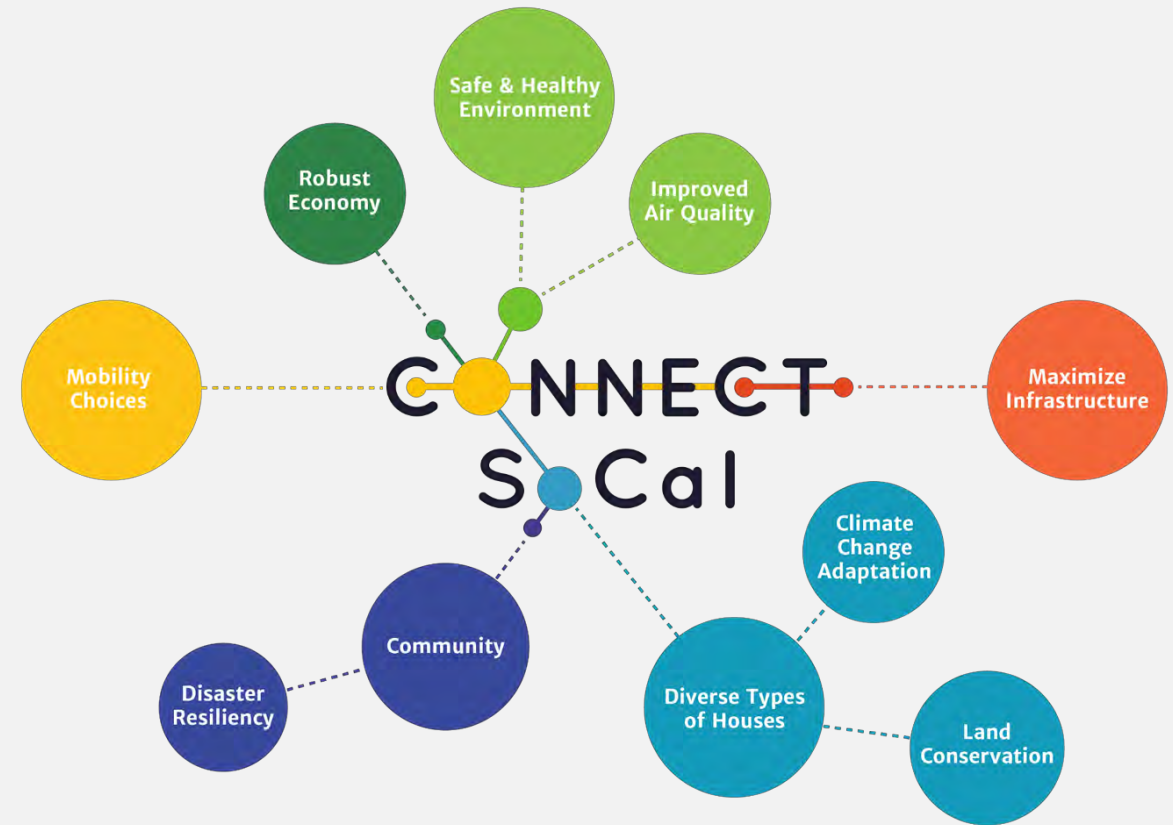 Safe & Healthy
Environment
Robust
Economy
Improved
Air Quality
Mobility
Choices
CONNECT
SoCal
Maximize
Infrastructure
Climate
Change
Adaptation
Community
Disaster
Resiliency
Diverse Types
of Houses
Land
Conservation